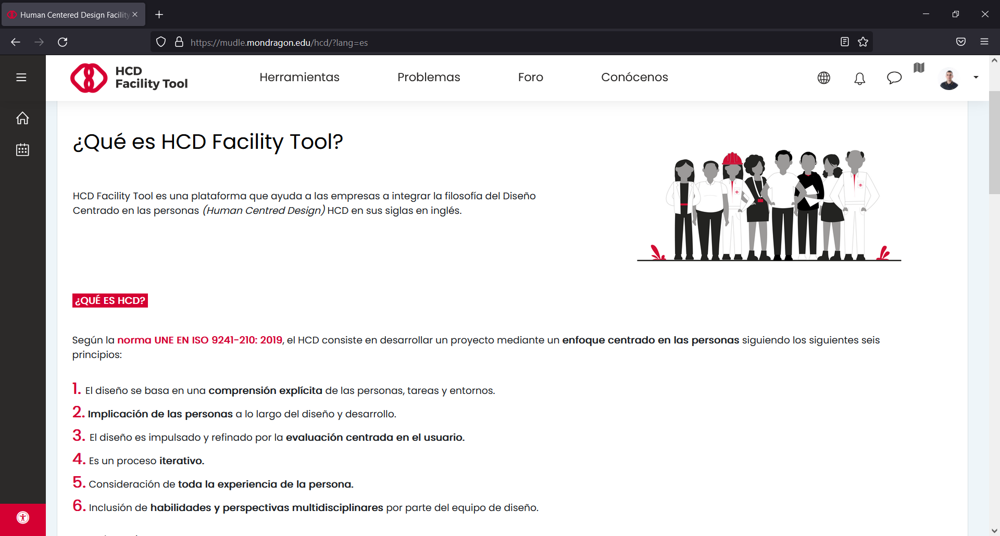 Human Centered Design Facility
https://mudle.mondragon.edu/hcd/?lang=es
HCD
Facility Tool
Herramientas
Problemas
Foro
Conócenos
¿Qué es HCD Facility Tool?
HCD Facility Tool es una plataforma que ayuda a las empresas a integrar la filosofía del Diseño
Centrado en las personas (Human Centred Design) HCD en sus siglas en inglés.
¿QUÉ ES HCD?
Según la norma UNE EN ISO 9241-210: 2019, el HCD consiste en desarrollar un proyecto mediante un enfoque centrado en las personas siguiendo los siguientes seis
principios:
1. El diseño se basa en una comprensión explícita de las personas, tareas y entornos.
2. Implicación de las personas a lo largo del diseño y desarrollo.
3. El diseño es impulsado y refinado por la evaluación centrada en el usuario.
4. Es un proceso iterativo.
5. Consideración de toda la experiencia de la persona.
6. Inclusión de habilidades y perspectivas multidisciplinares por parte del equipo de diseño.